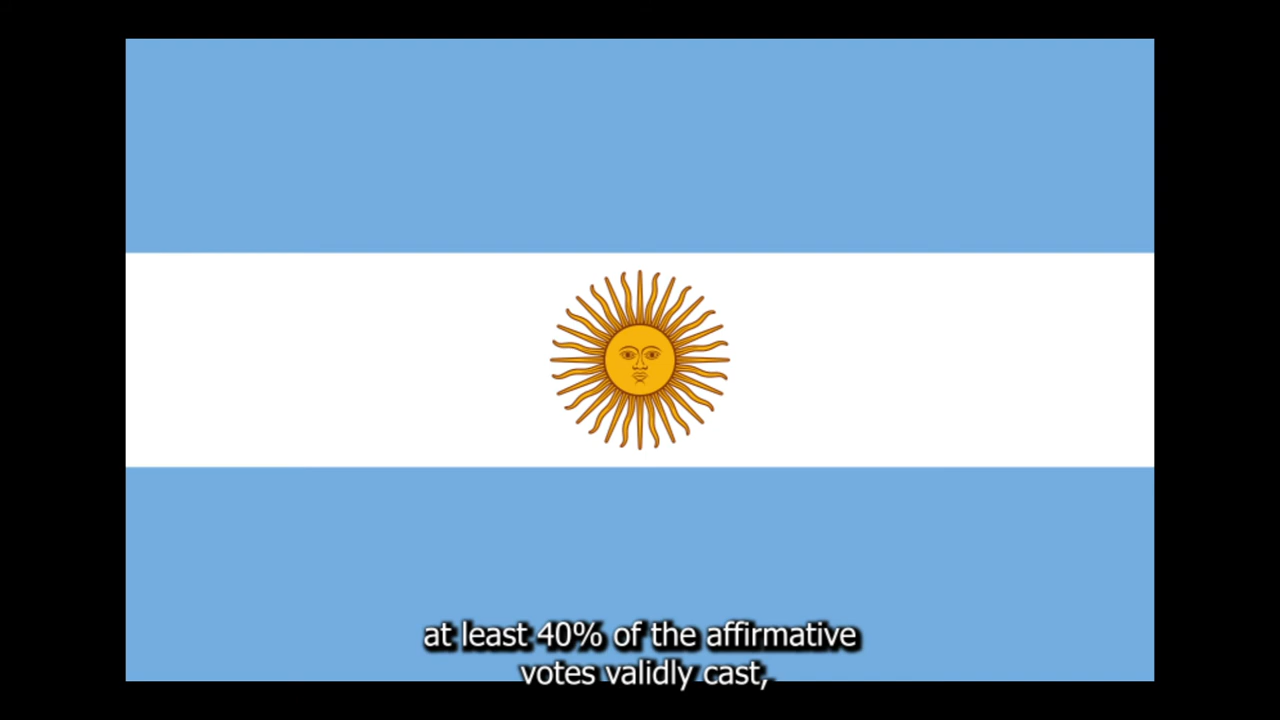 at least 40% of the affirmative
votes validly cast,